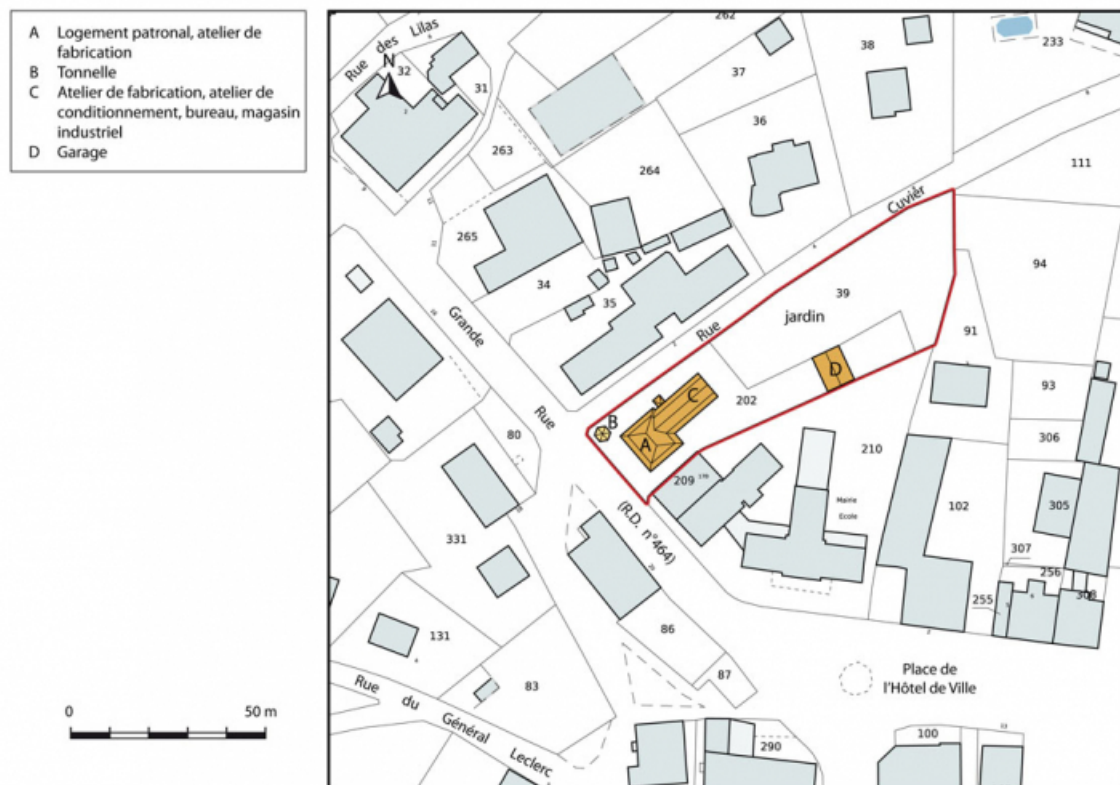 A Logement patronal, atelier de
fabrication
B Tonnelle
C Atelier de fabrication, atelier de
conditionnement, bureau, magasin
industriel
D Garage
262
Rue des Lilas
N
32
31
37
38
233
36
263
264
111
Cuvier
265
94
39
34
jardin
35
Grande
Rue
91
Rue
D
202
C
93
B
A
80
306
210
209 179
Mairie
Ecole
102
305
(R.D. n°464)
331
307
256
255
308
131
86
Place de
l'Hôtel de Ville
87
83
Rue du Général Leclerc
0 50 m
290
100